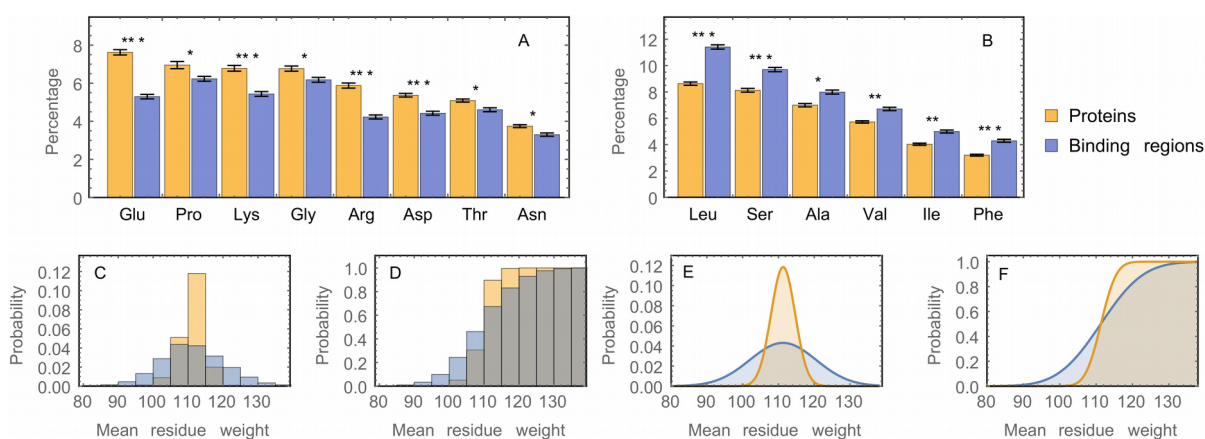 A
Percentage
8
6
4
2
0
** *
*
** *
*
** *
** *
*
*
Glu Pro Lys Gly Arg Asp Thr Asn
B
Percentage
12
10
8
6
4
2
0
** *
** *
*
**
**
** *
Leu Ser Ala Val Ile Phe
Proteins
Binding regions
C
Probability
0.12
0.10
0.08
0.06
0.04
0.02
0.00
80 90 100 110 120 130
Mean residue weight
D
Probability
1.0
0.8
0.6
0.4
0.2
0.0
80 90 100 110 120 130
Mean residue weight
E
Probability
0.12
0.10
0.08
0.06
0.04
0.02
0.00
80 90 100 110 120 130
Mean residue weight
F
Probability
1.0
0.8
0.6
0.4
0.2
0.0
80 90 100 110 120 130
Mean residue weight